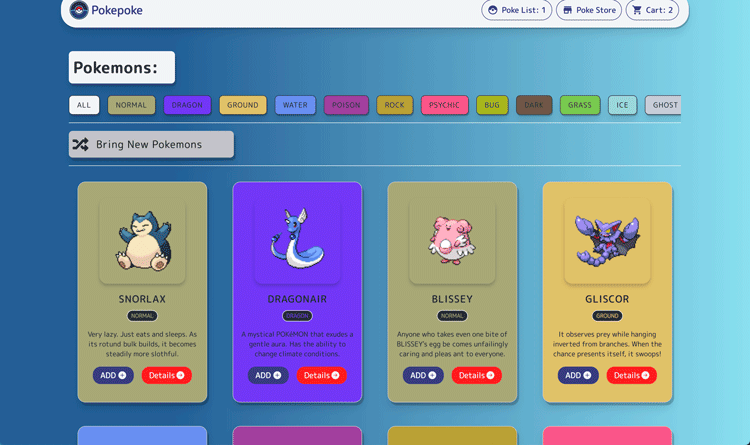 Pokepoke
Poke List: 1
Poke Store
Cart: 2
Pokemons:
ALL
NORMAL
DRAGON
GROUND
WATER
POISON
ROCK
PSYCHIC
BUG
DARK
GRASS
ICE
GHOST
Bring New Pokemons
SNORLAX
NORMAL
Very lazy. Just eats and sleeps. As
its rotund bulk builds, it becomes
steadily more slothful.
ADD
Details
DRAGONAIR
DRAGON
A mystical POKéMON that exudes a
gentle aura. Has the ability to
change climate conditions.
ADD
Details
BLISSEY
NORMAL
Anyone who takes even one bite of
BLISSEY's egg be comes unfailingly
caring and pleas ant to everyone.
ADD
Details
GLISCOR
GROUND
It observes prey while hanging
inverted from branches. When the
chance presents itself, it swoops!
ADD
Details